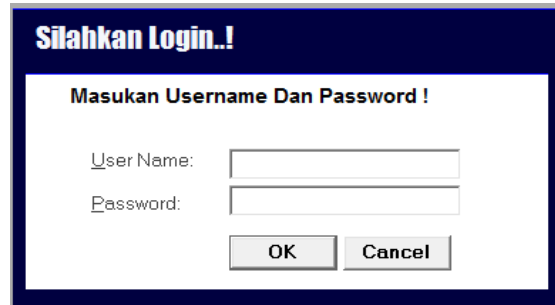 Silahkan Login..!
Masukan Username Dan Password !
User Name:
Password:
OK Cancel